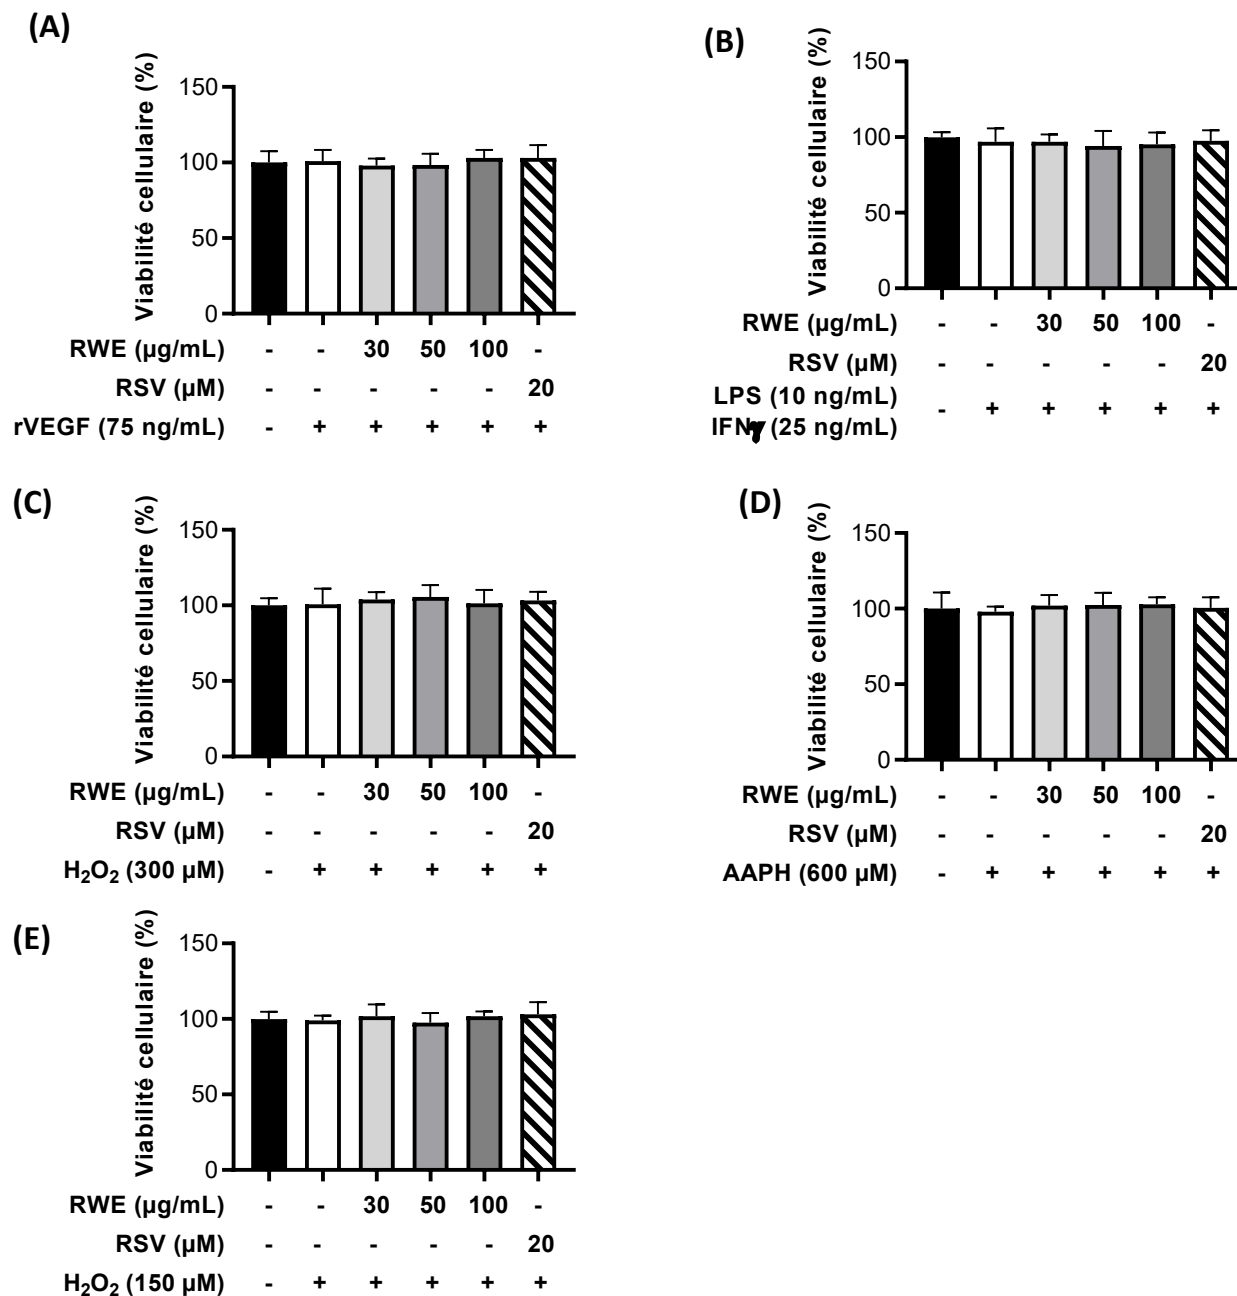 (A)
Viabilité cellulaire (%)
150
100
50
0
RWE (µg/mL) - - 30 50 100 -
RSV (µM) - - - - - 20
rVEGF (75 ng/mL) - + + + + +
(B)
Viabilité cellulaire (%)
150
100
50
0
RWE (µg/mL) - - 30 50 100 -
RSV (µM) - - - - - 20
LPS (10 ng/mL)
IFNγ (25 ng/mL) - + + + + +
(C)
Viabilité cellulaire (%)
150
100
50
0
RWE (µg/mL) - - 30 50 100 -
RSV (µM) - - - - - 20
H₂O₂ (300 µM) - + + + + +
(D)
Viabilité cellulaire (%)
150
100
50
0
RWE (µg/mL) - - 30 50 100 -
RSV (µM) - - - - - 20
AAPH (600 µM) - + + + + +
(E)
Viabilité cellulaire (%)
150
100
50
0
RWE (µg/mL) - - 30 50 100 -
RSV (µM) - - - - - 20
H₂O₂ (150 µM) - + + + + +